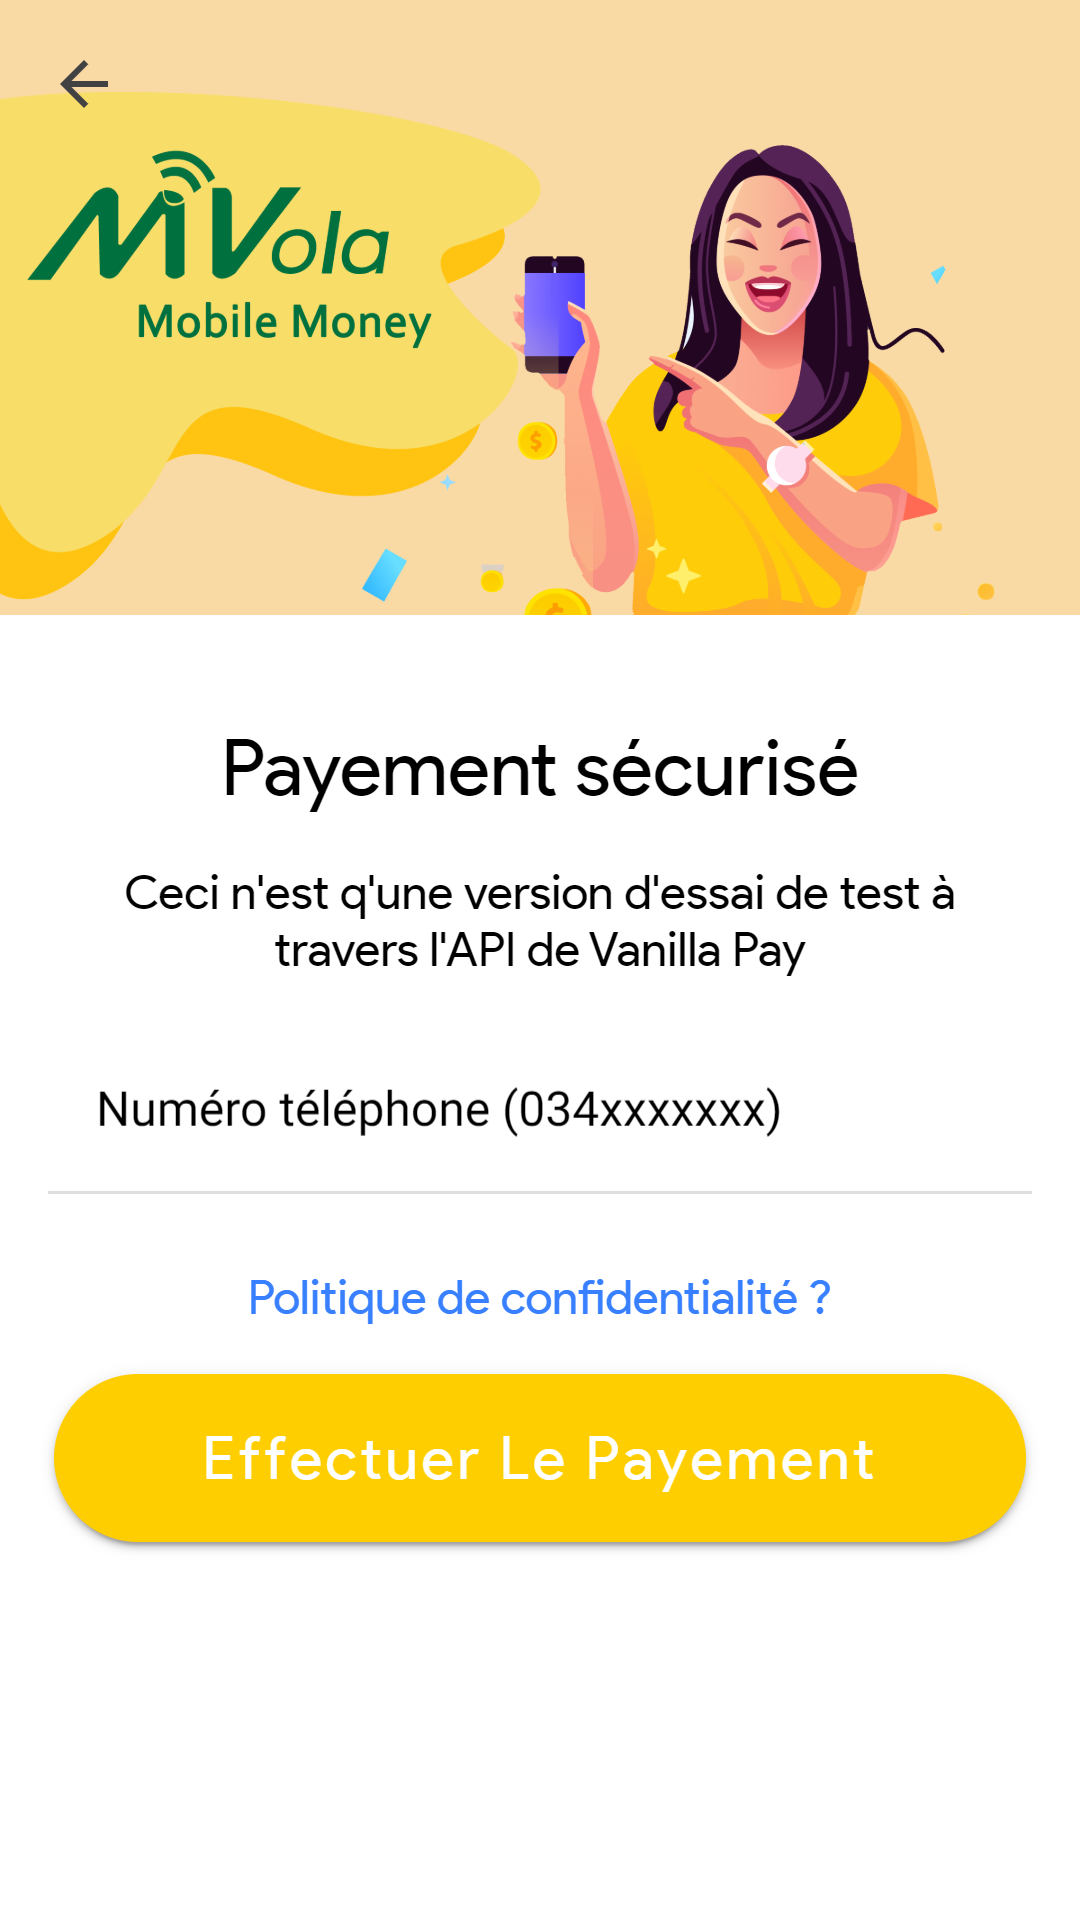 MVola
Mobile Money
Payement sécurisé
Ceci n'est q'une version d'essai de test à
travers l'API de Vanilla Pay
Numéro téléphone (034xxxxxxx)
Politique de confidentialité ?
Effectuer Le Payement